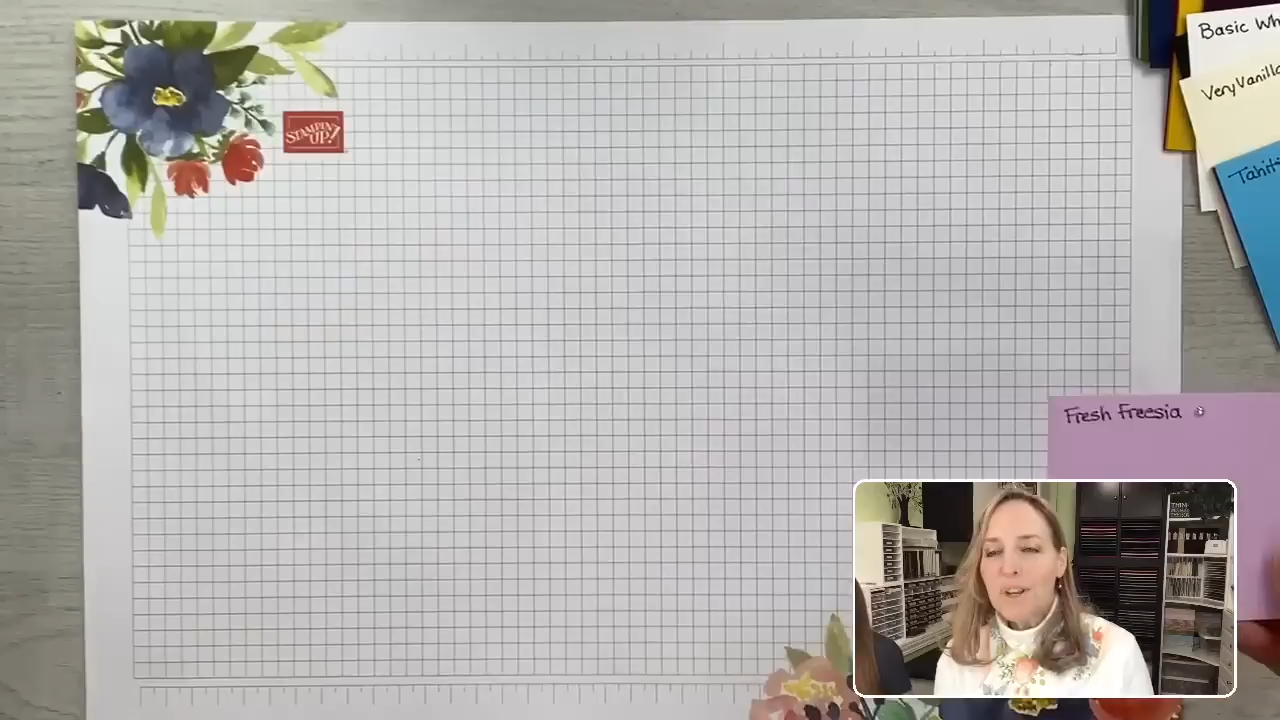 STAMPIN' UP!
Basic Wh
Very Vanilla
Tahiti
Fresh Freesia